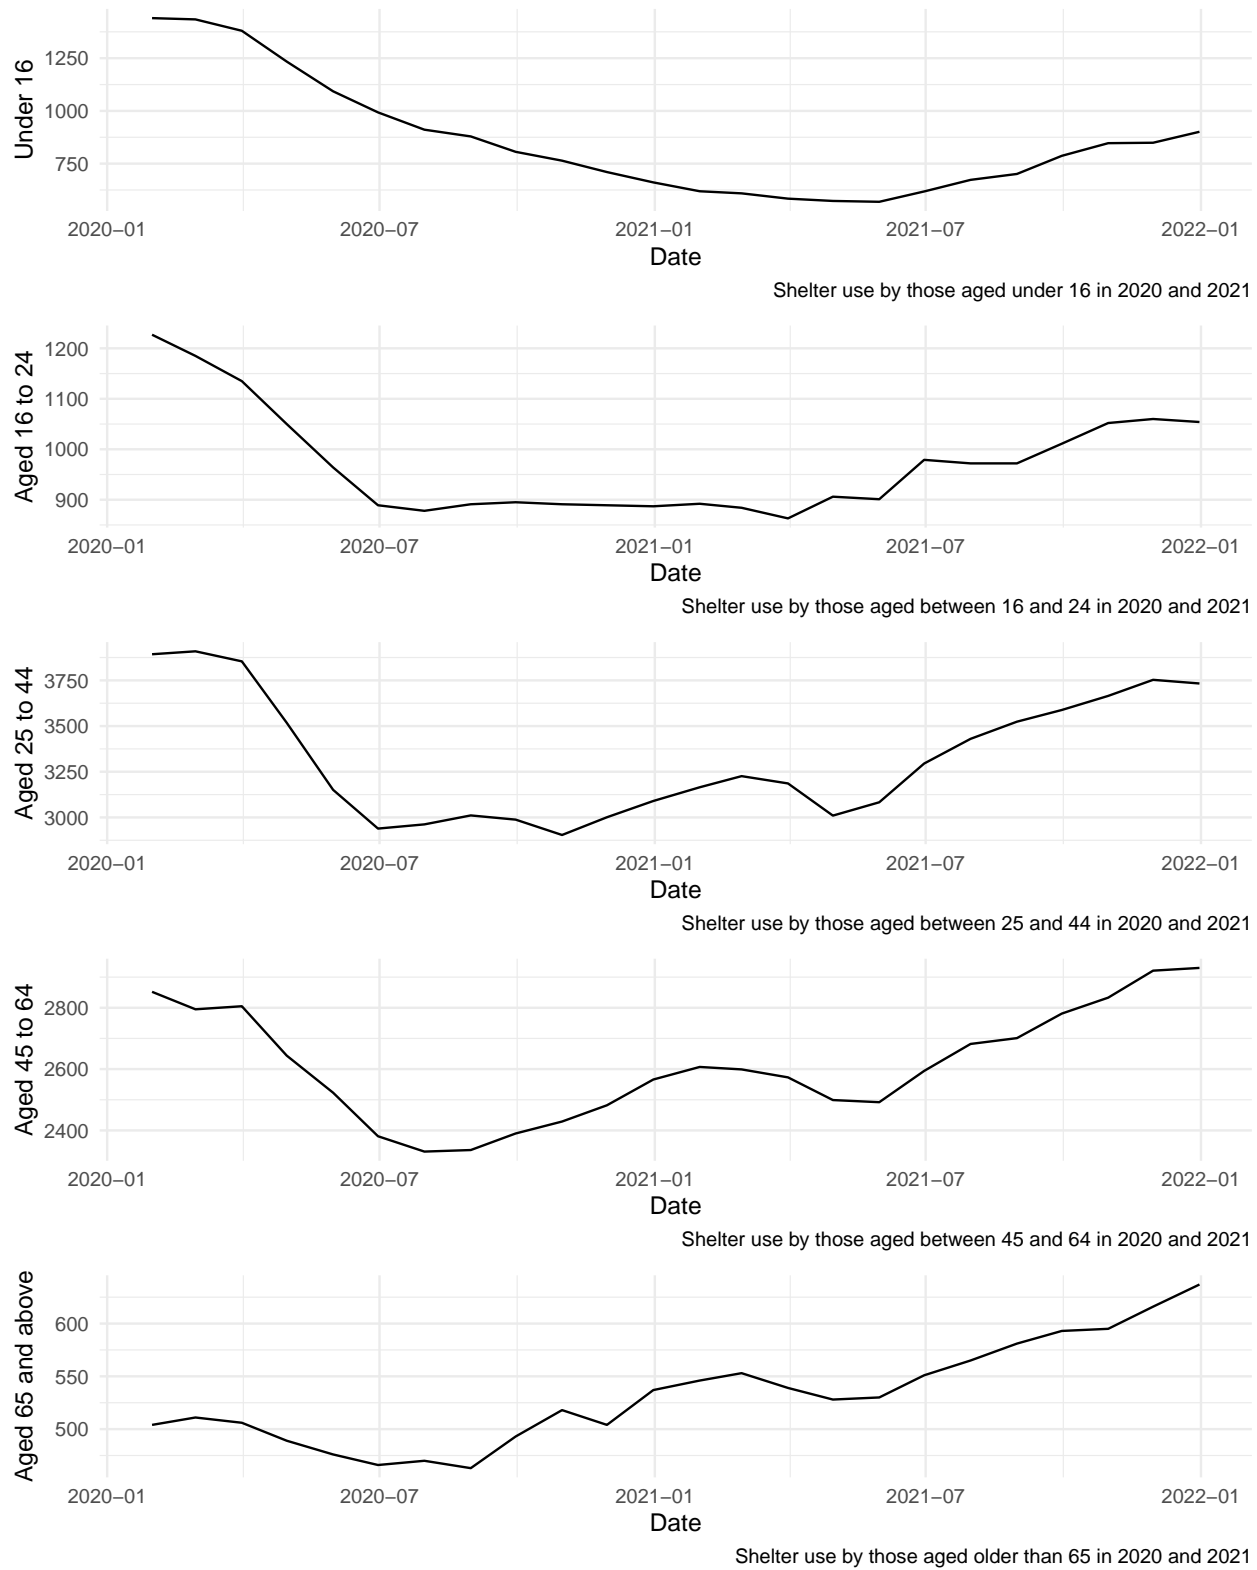 Under 16
1250
1000
750
2020−01 2020−07 2021−01 2021−07 2022−01
Date
Shelter use by those aged under 16 in 2020 and 2021
Aged 16 to 24
1200
1100
1000
900
2020−01 2020−07 2021−01 2021−07 2022−01
Date
Shelter use by those aged between 16 and 24 in 2020 and 2021
Aged 25 to 44
3750
3500
3250
3000
2020−01 2020−07 2021−01 2021−07 2022−01
Date
Shelter use by those aged between 25 and 44 in 2020 and 2021
Aged 45 to 64
2800
2600
2400
2020−01 2020−07 2021−01 2021−07 2022−01
Date
Shelter use by those aged between 45 and 64 in 2020 and 2021
Aged 65 and above
600
550
500
2020−01 2020−07 2021−01 2021−07 2022−01
Date
Shelter use by those aged older than 65 in 2020 and 2021